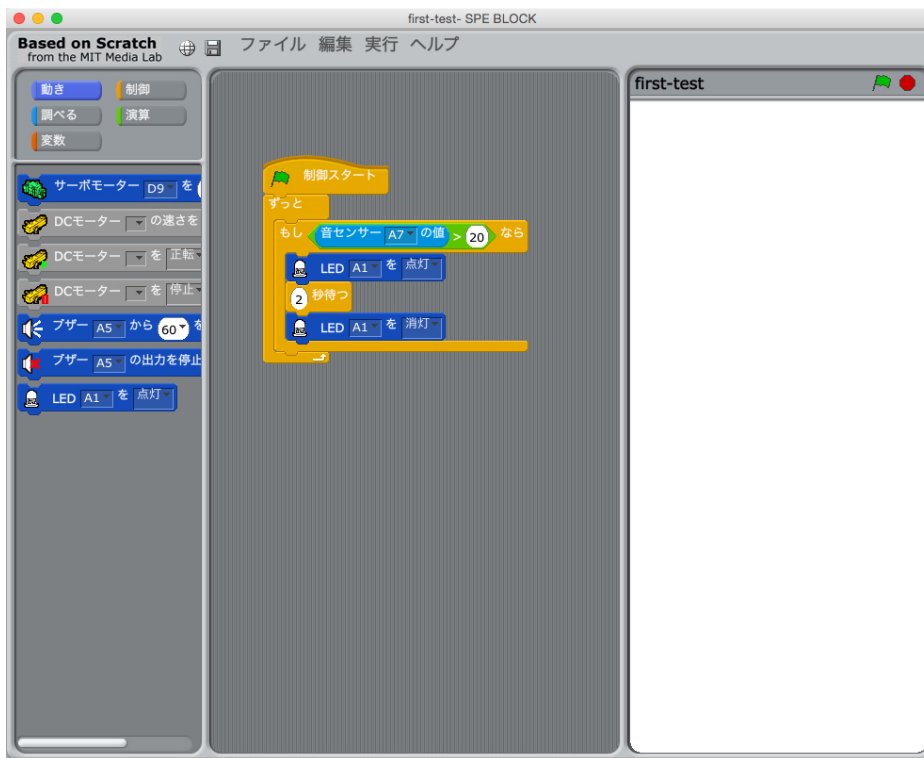 first-test- SPE BLOCK
Based on Scratch
from the MIT Media Lab
ファイル 編集 実行 ヘルプ
動き 制御
調べる 演算
変数
サーボモーター D9 を
DCモーター の速さを
DCモーター を 正転
DCモーター を 停止
ブザー A5 から 60 を
ブザー A5 の出力を停止
LED A1 を 点灯
制御スタート
ずっと
もし 音センサー A7 の値 > 20 なら
LED A1 を 点灯
2 秒待つ
LED A1 を 消灯
first-test